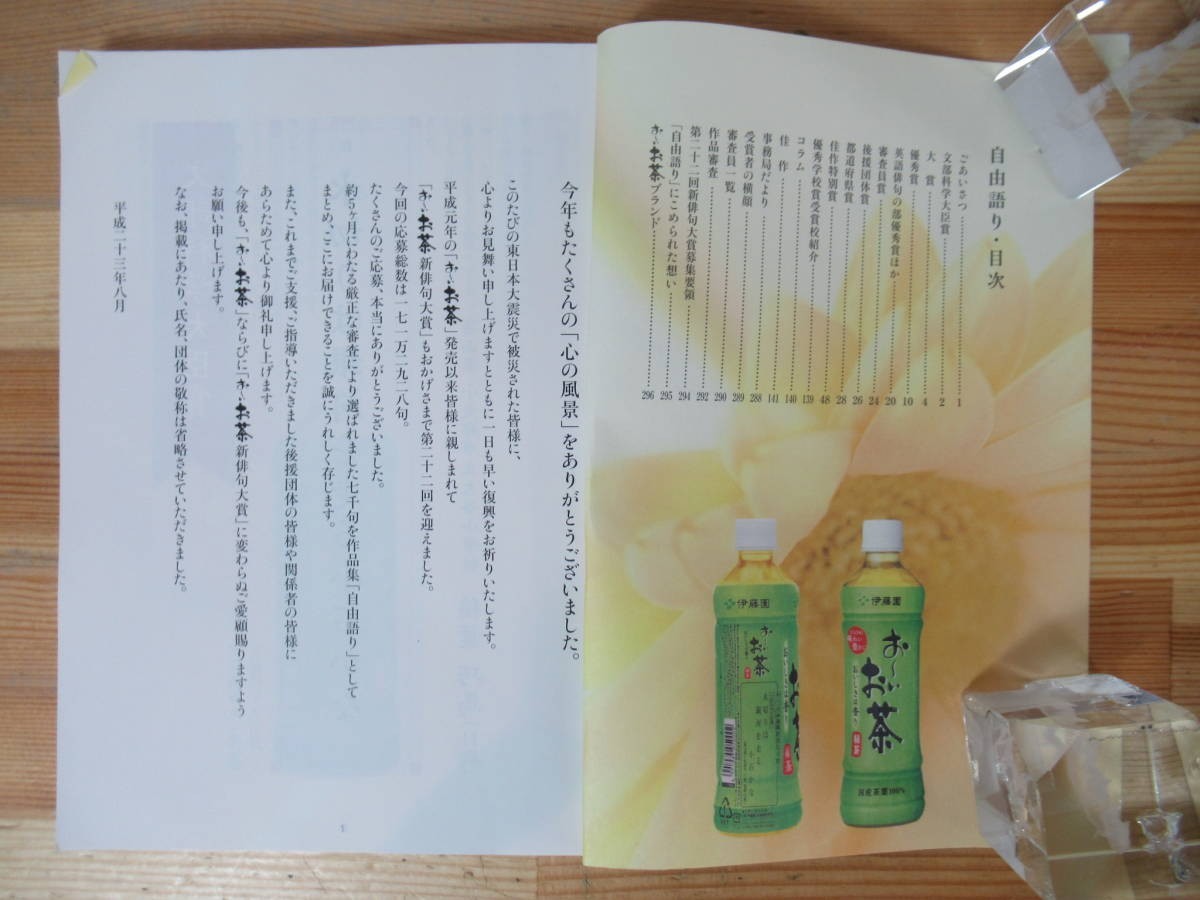 自由語り・目次
ごあいさつ 1
文部科学大臣賞 2
大賞 4
優秀賞 10
英語俳句の部優秀賞ほか
審査員賞 20
後援団体賞 24
都道府県賞 26
佳作特別賞 28
優秀学校賞受賞校紹介 48
コラム 139
佳作 140
事務局だより 141
受賞者の横顔 288
審査員一覧 289
作品審査 290
第二十二回新俳句大賞募集要領 292
「自由語り」にこめられた想い 294
お〜いお茶ブランド 295
296
伊藤園
お〜い
お茶
緑茶
伊藤園
お〜い
お茶
おいしさは香り
緑茶
国産茶葉100%
今年もたくさんの「心の風景」をありがとうございました。
このたびの東日本大震災で被災された皆様に、
心よりお見舞い申し上げますとともに一日も早い復興をお祈りいたします。
平成元年の「お〜いお茶」発売以来皆様に親しまれて
「お〜いお茶新俳句大賞」もおかげさまで第二十二回を迎えました。
今回の応募総数は一七一万二九二八句。
たくさんのご応募、本当にありがとうございました。
約5ヶ月にわたる厳正な審査により選ばれました七千句を作品集「自由語り」として
まとめ、ここにお届けできることを誠にうれしく存じます。
また、これまでご支援、ご指導いただきました後援団体の皆様や関係者の皆様に
あらためて心より御礼申し上げます。
今後も、「お〜いお茶」ならびに「お〜いお茶新俳句大賞」に変わらぬご愛顧賜りますよう
お願い申し上げます。
なお、掲載にあたり、氏名、団体の敬称は省略させていただきました。
平成二十三年八月
1